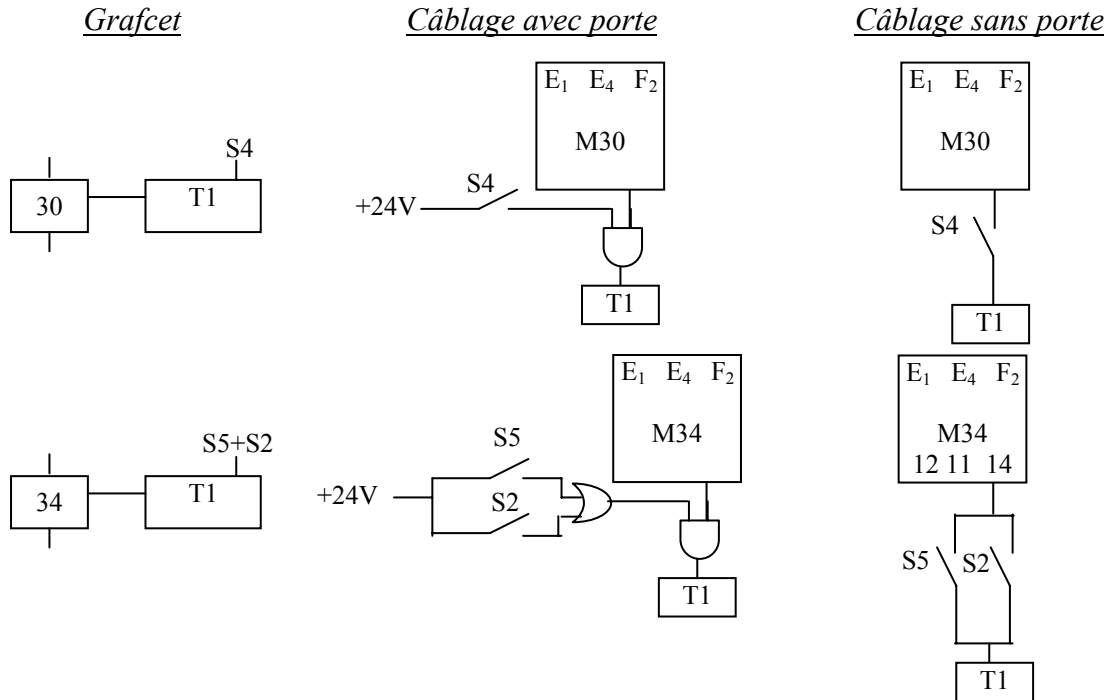 Grafcet Câblage avec porte Câblage sans porte
E₁ E₄ F₂
M30
E₁ E₄ F₂
M30
S4
30
T1
+24V
S4
S4
T1
T1
E₁ E₄ F₂
M34
E₁ E₄ F₂
M34
12 11 14
S5+S2
34
T1
+24V
S5
S2
S5
S2
T1
T1